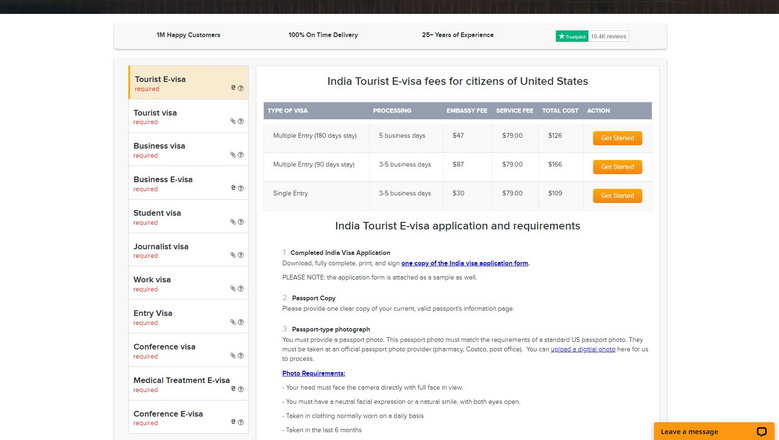 1M Happy Customers
100% On Time Delivery
25+ Years of Experience
Trustpilot
10.4K reviews
Tourist E-visa
required
Tourist visa
required
Business visa
required
Business E-visa
required
Student visa
required
Journalist visa
required
Work visa
required
Entry Visa
required
Conference visa
required
Medical Treatment E-visa
required
Conference E-visa
required
India Tourist E-visa fees for citizens of United States
TYPE OF VISA PROCESSING EMBASSY FEE SERVICE FEE TOTAL COST ACTION
Multiple Entry (180 days stay) 5 business days $47 $79.00 $126 Get Started
Multiple Entry (90 days stay) 3-5 business days $87 $79.00 $166 Get Started
Single Entry 3-5 business days $30 $79.00 $109 Get Started
India Tourist E-visa application and requirements
1 Completed India Visa Application
Download, fully complete, print, and sign one copy of the India visa application form.
PLEASE NOTE: the application form is attached as a sample as well.
2 Passport Copy
Please provide one clear copy of your current, valid passport's information page.
3 Passport-type photograph
You must provide a passport photo. This passport photo must match the requirements of a standard US passport photo. They
must be taken at an official passport photo provider (pharmacy, Costco, post office). You can upload a digitial photo here for us
to process.
Photo Requirements:
- Your head must face the camera directly with full face in view.
- You must have a neutral facial expression or a natural smile, with both eyes open.
- Taken in clothing normally worn on a daily basis
- Taken in the last 6 months
Leave a message